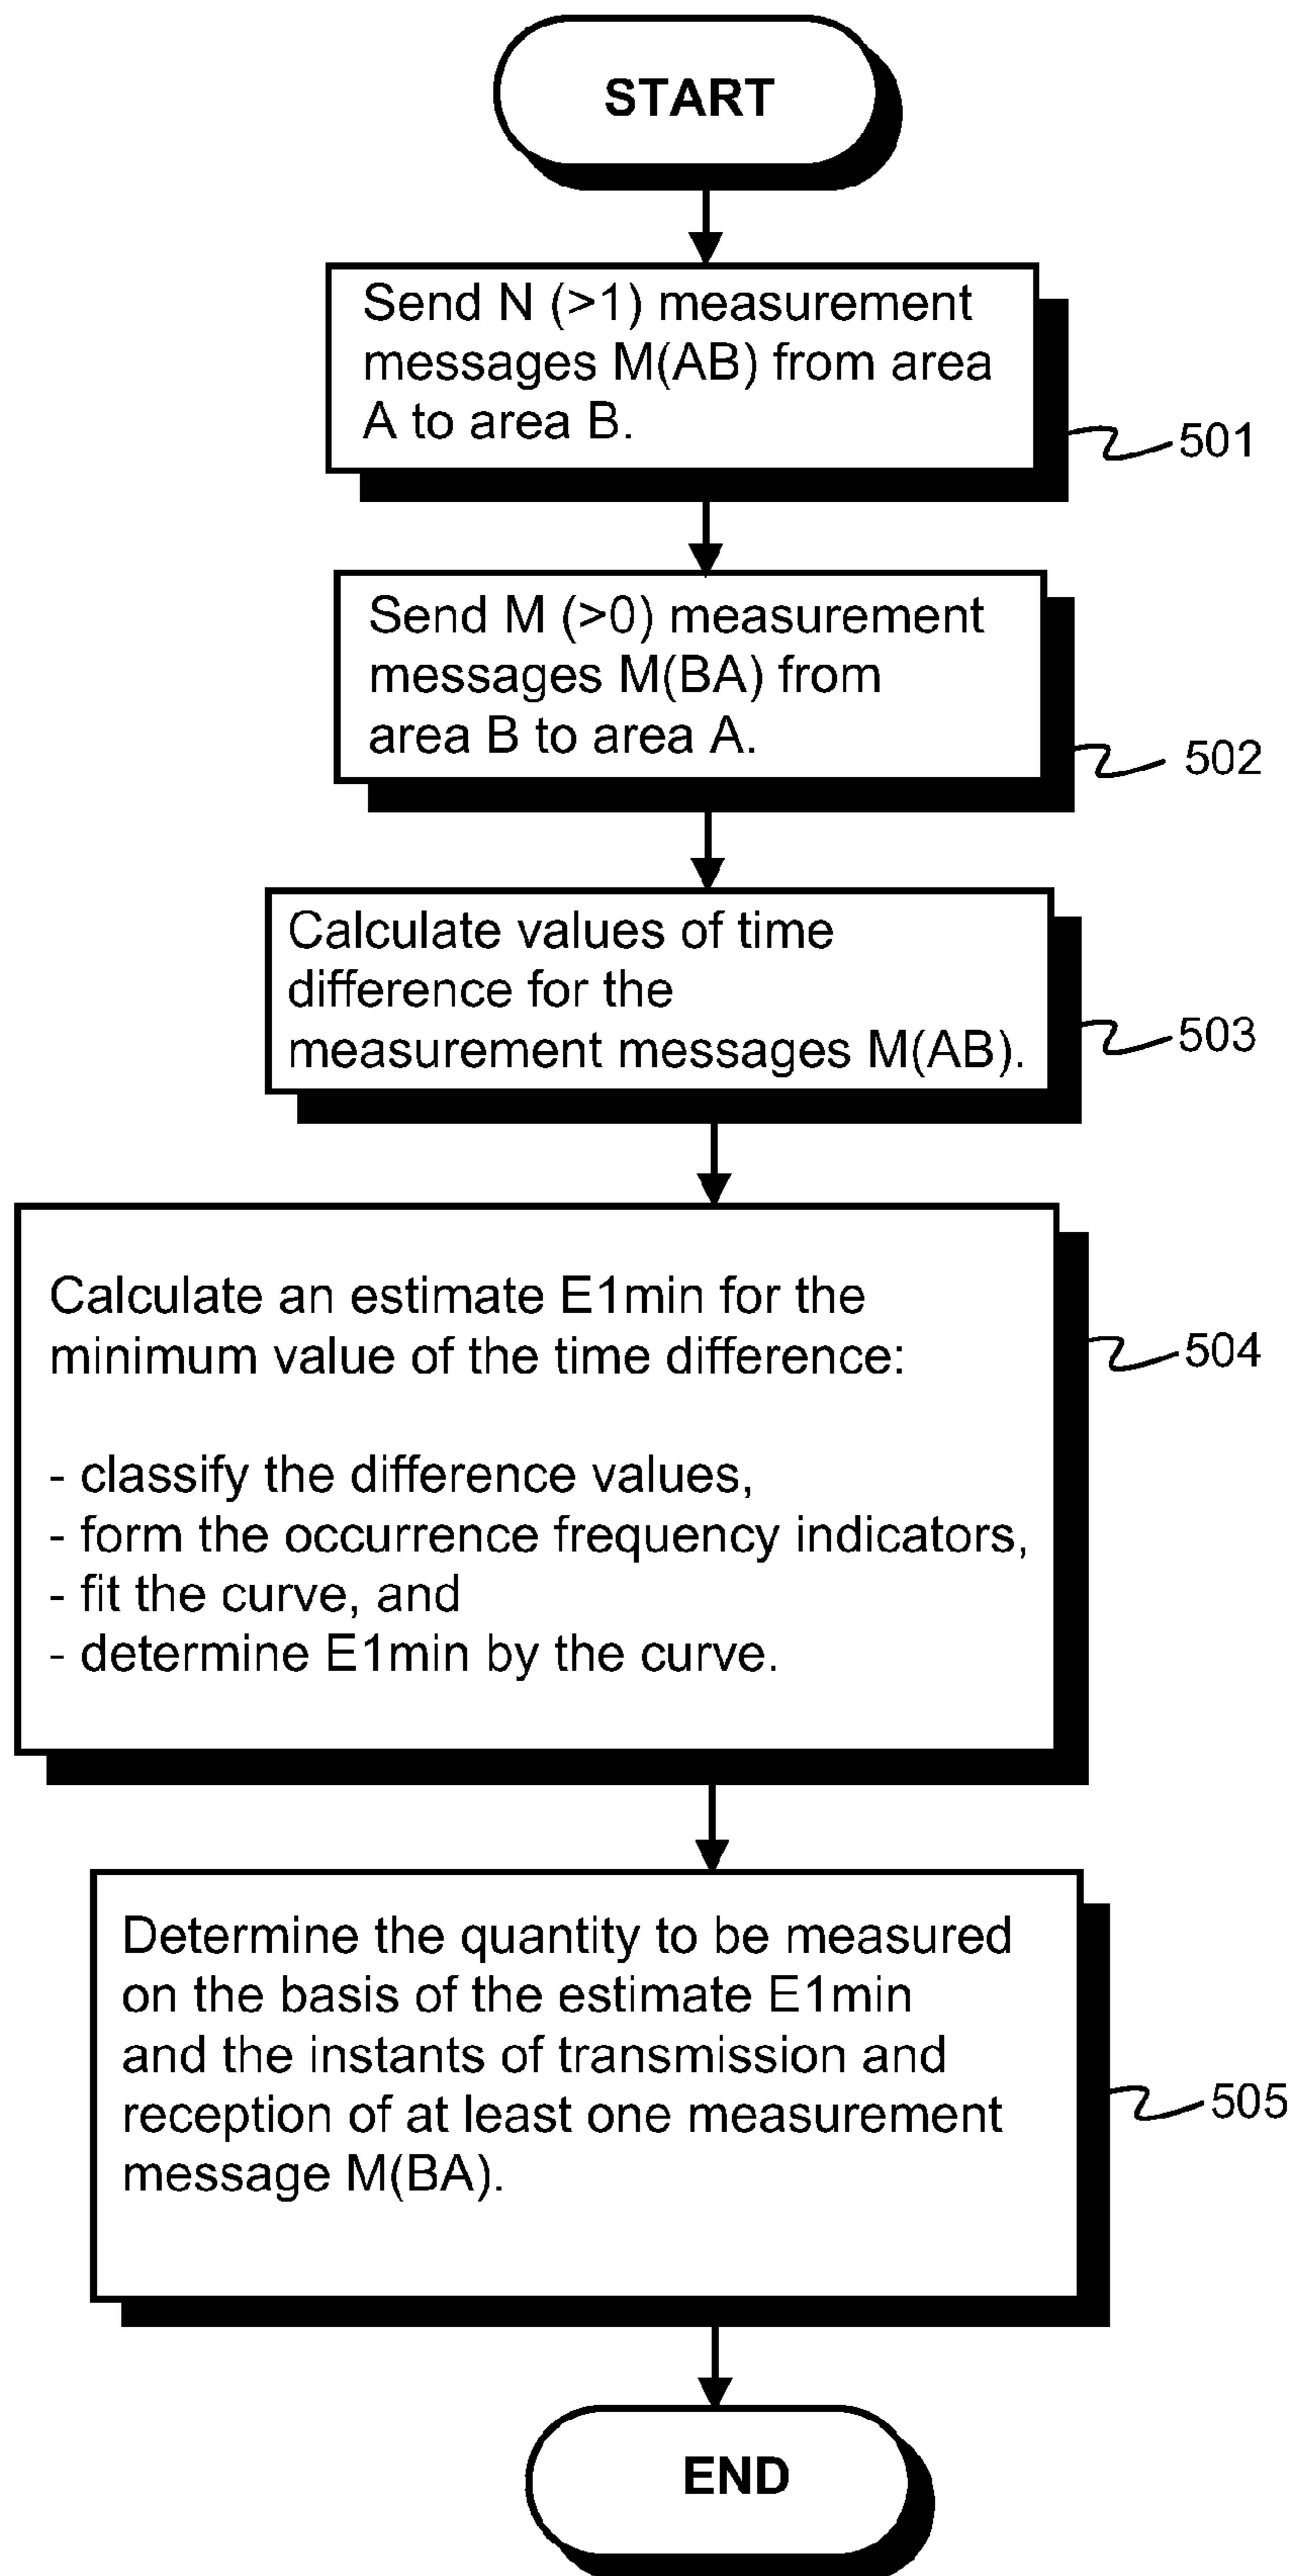 START
Send N (>1) measurement
messages M(AB) from area
A to area B.
501
Send M (>0) measurement
messages M(BA) from
area B to area A.
502
Calculate values of time
difference for the
measurement messages M(AB).
503
Calculate an estimate E1min for the
minimum value of the time difference:
- classify the difference values,
- form the occurrence frequency indicators,
- fit the curve, and
- determine E1min by the curve.
504
Determine the quantity to be measured
on the basis of the estimate E1min
and the instants of transmission and
reception of at least one measurement
message M(BA).
505
END